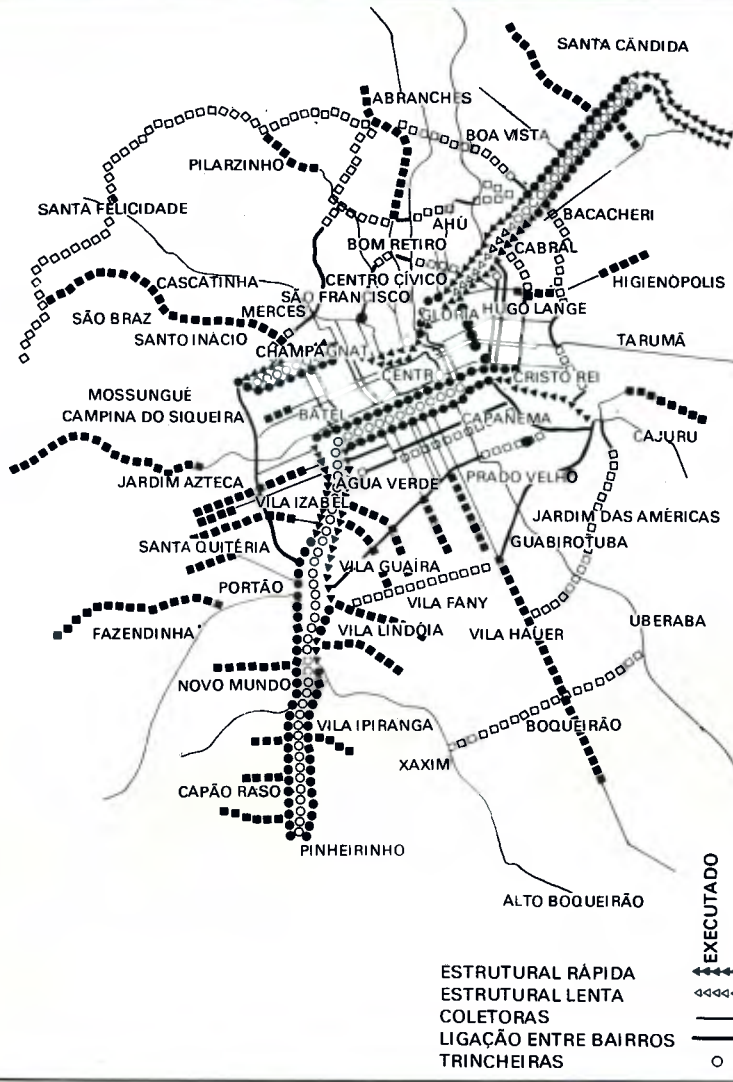 SANTA CÂNDIDA
ABRANCHES
BOA VISTA
PILARZINHO
SANTA FELICIDADE
BACACHERI
AHÚ
BOM RETIRO
CABRAL
CASCATINHA
CENTRO CÍVICO
HIGIENÓPOLIS
SÃO FRANCISCO
MERCES
SÃO BRAZ
GLORIA
HUGO LANGE
SANTO INÁCIO
TARUMÃ
CHAMPAGNAT
CENTR
CRISTO REI
MOSSUNGUÉ
CAMPINA DO SIQUEIRA
BATEL
CAPANEMA
CAJURU
JARDIM AZTECA
ÁGUA VERDE
PRADO VELHO
VILA IZABEL
JARDIM DAS AMÉRICAS
SANTA QUITÉRIA
GUABIROTUBA
VILA GUAÍRA
PORTÃO
VILA FANY
UBERABA
FAZENDINHA
VILA LINDÓIA
VILA HAUER
NOVO MUNDO
VILA IPIRANGA
BOQUEIRÃO
XAXIM
CAPÃO RASO
PINHEIRINHO
ALTO BOQUEIRÃO
EXECUTADO
ESTRUTURAL RÁPIDA
ESTRUTURAL LENTA
COLETORAS
LIGAÇÃO ENTRE BAIRROS
TRINCHEIRAS